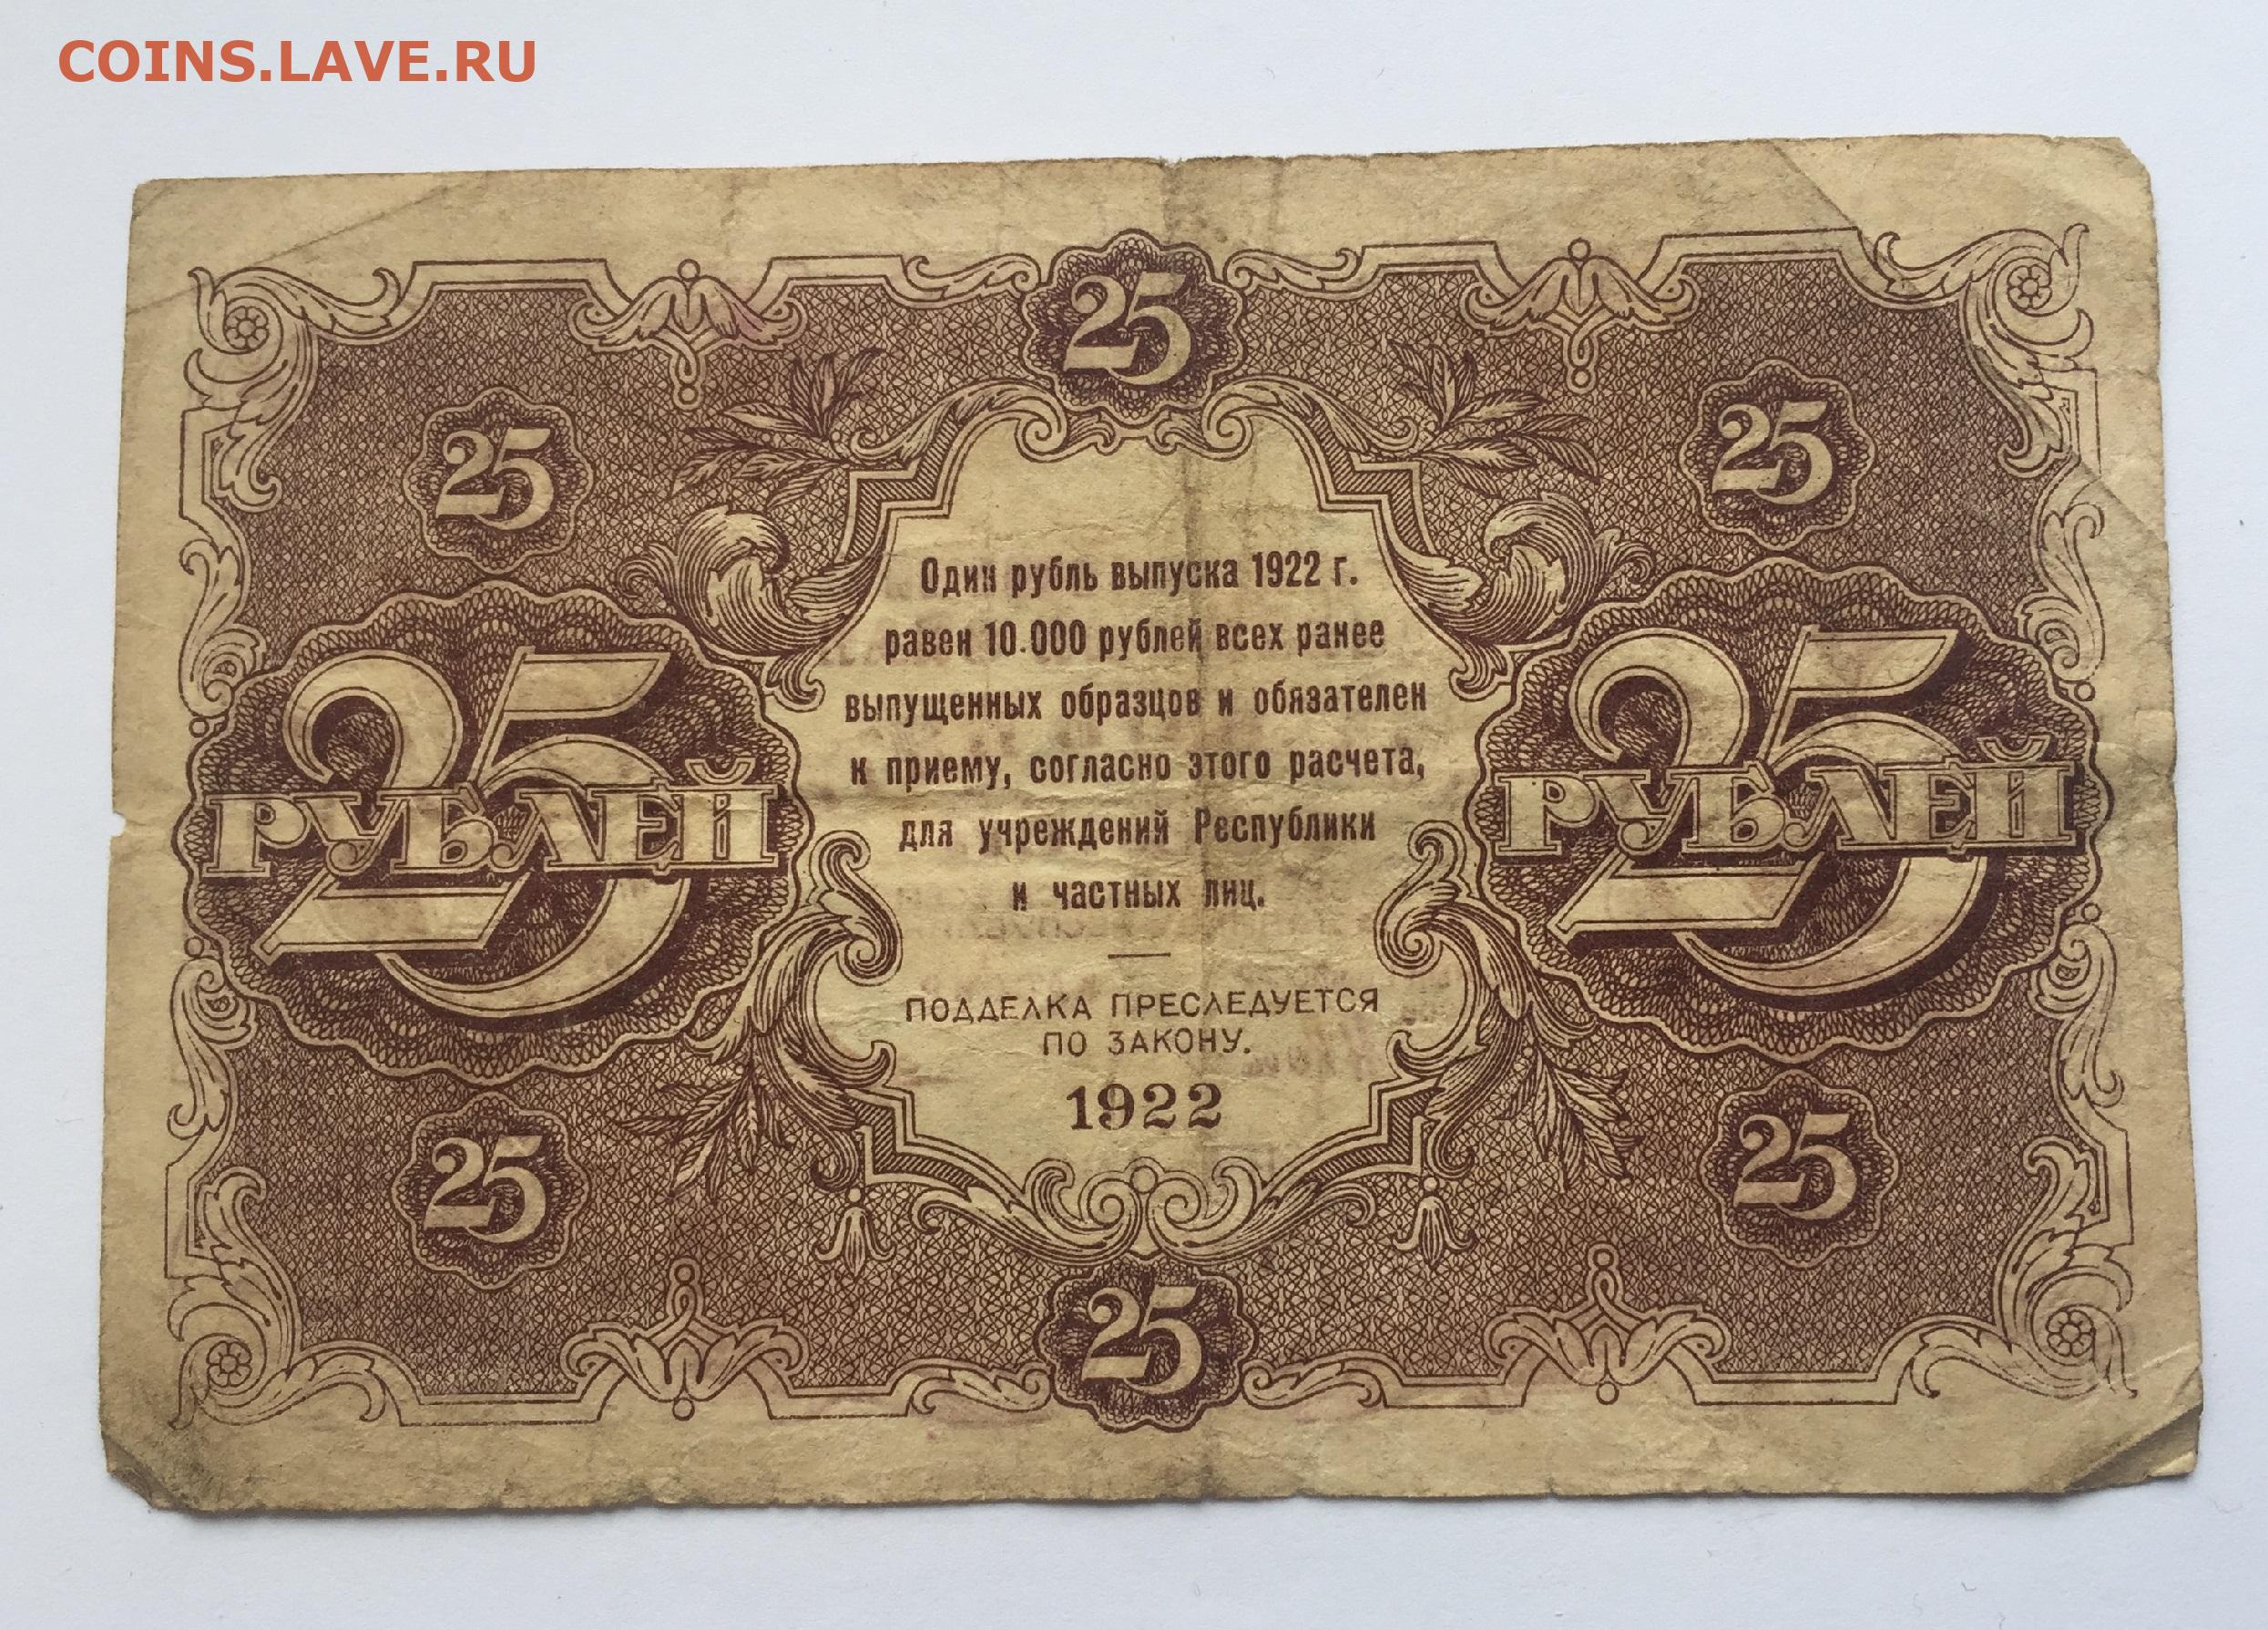 COINS.LAVE.RU
25
25
25
Один рубль выпуска 1922 г.
равен 10.000 рублей всех ранее
выпущенных образцов и обязателен
к приему, согласно этого расчета,
для учреждений Республики
и частных лиц.
25 РУБЛЕЙ
25 РУБЛЕЙ
ПОДДЕЛКА ПРЕСЛЕДУЕТСЯ
ПО ЗАКОНУ.
1922
25
25
25